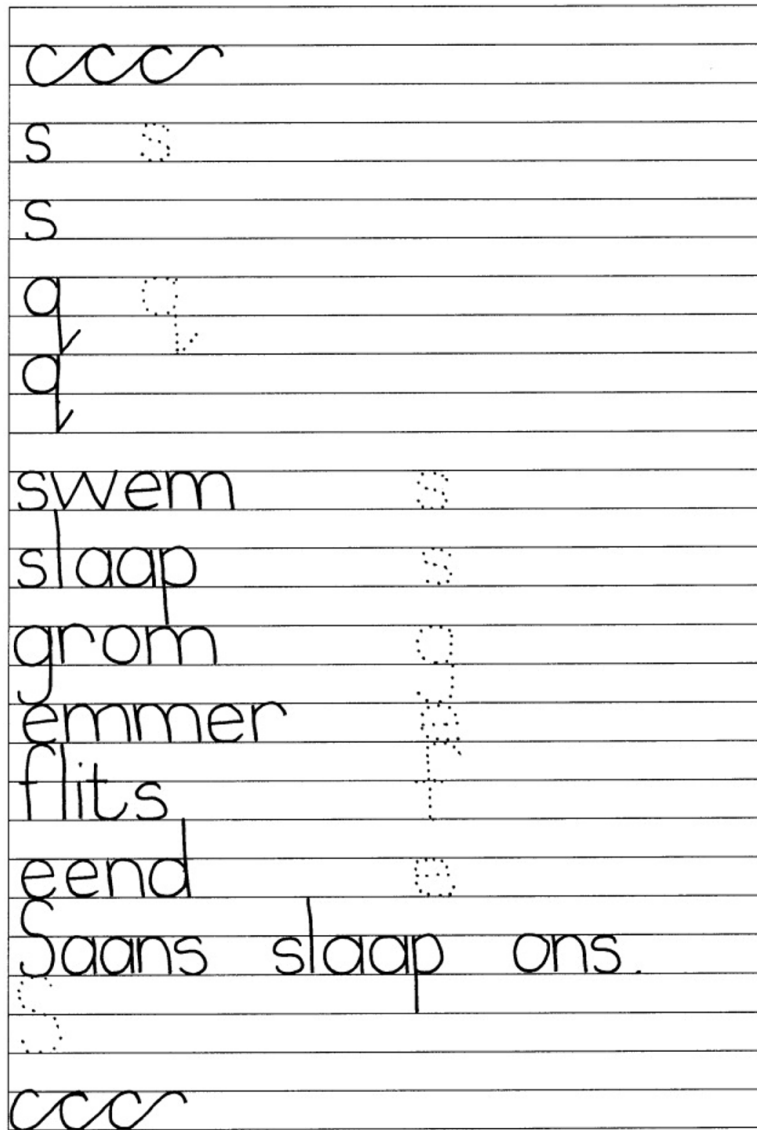 ccc
s s
s
q q
q
swem s
slaap s
grom g
emmer e
flits f
eend e
Saans slaap ons.
S
ccc